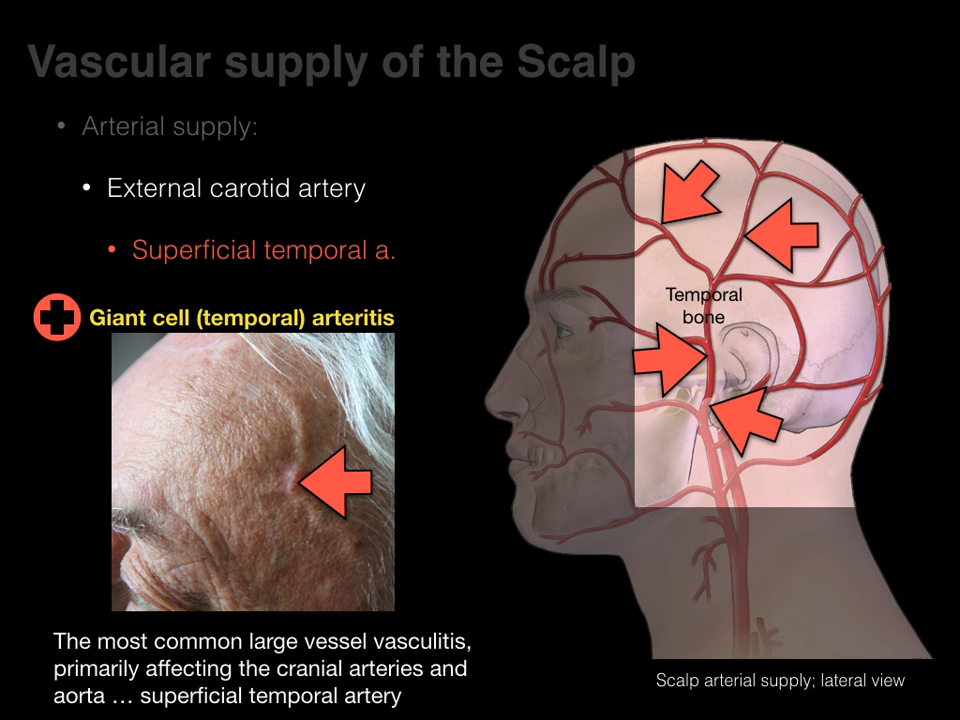 Vascular supply of the Scalp
• Arterial supply:
• External carotid artery
• Superficial temporal a.
Giant cell (temporal) arteritis
The most common large vessel vasculitis,
primarily affecting the cranial arteries and
aorta … superficial temporal artery
Temporal
bone
Scalp arterial supply; lateral view